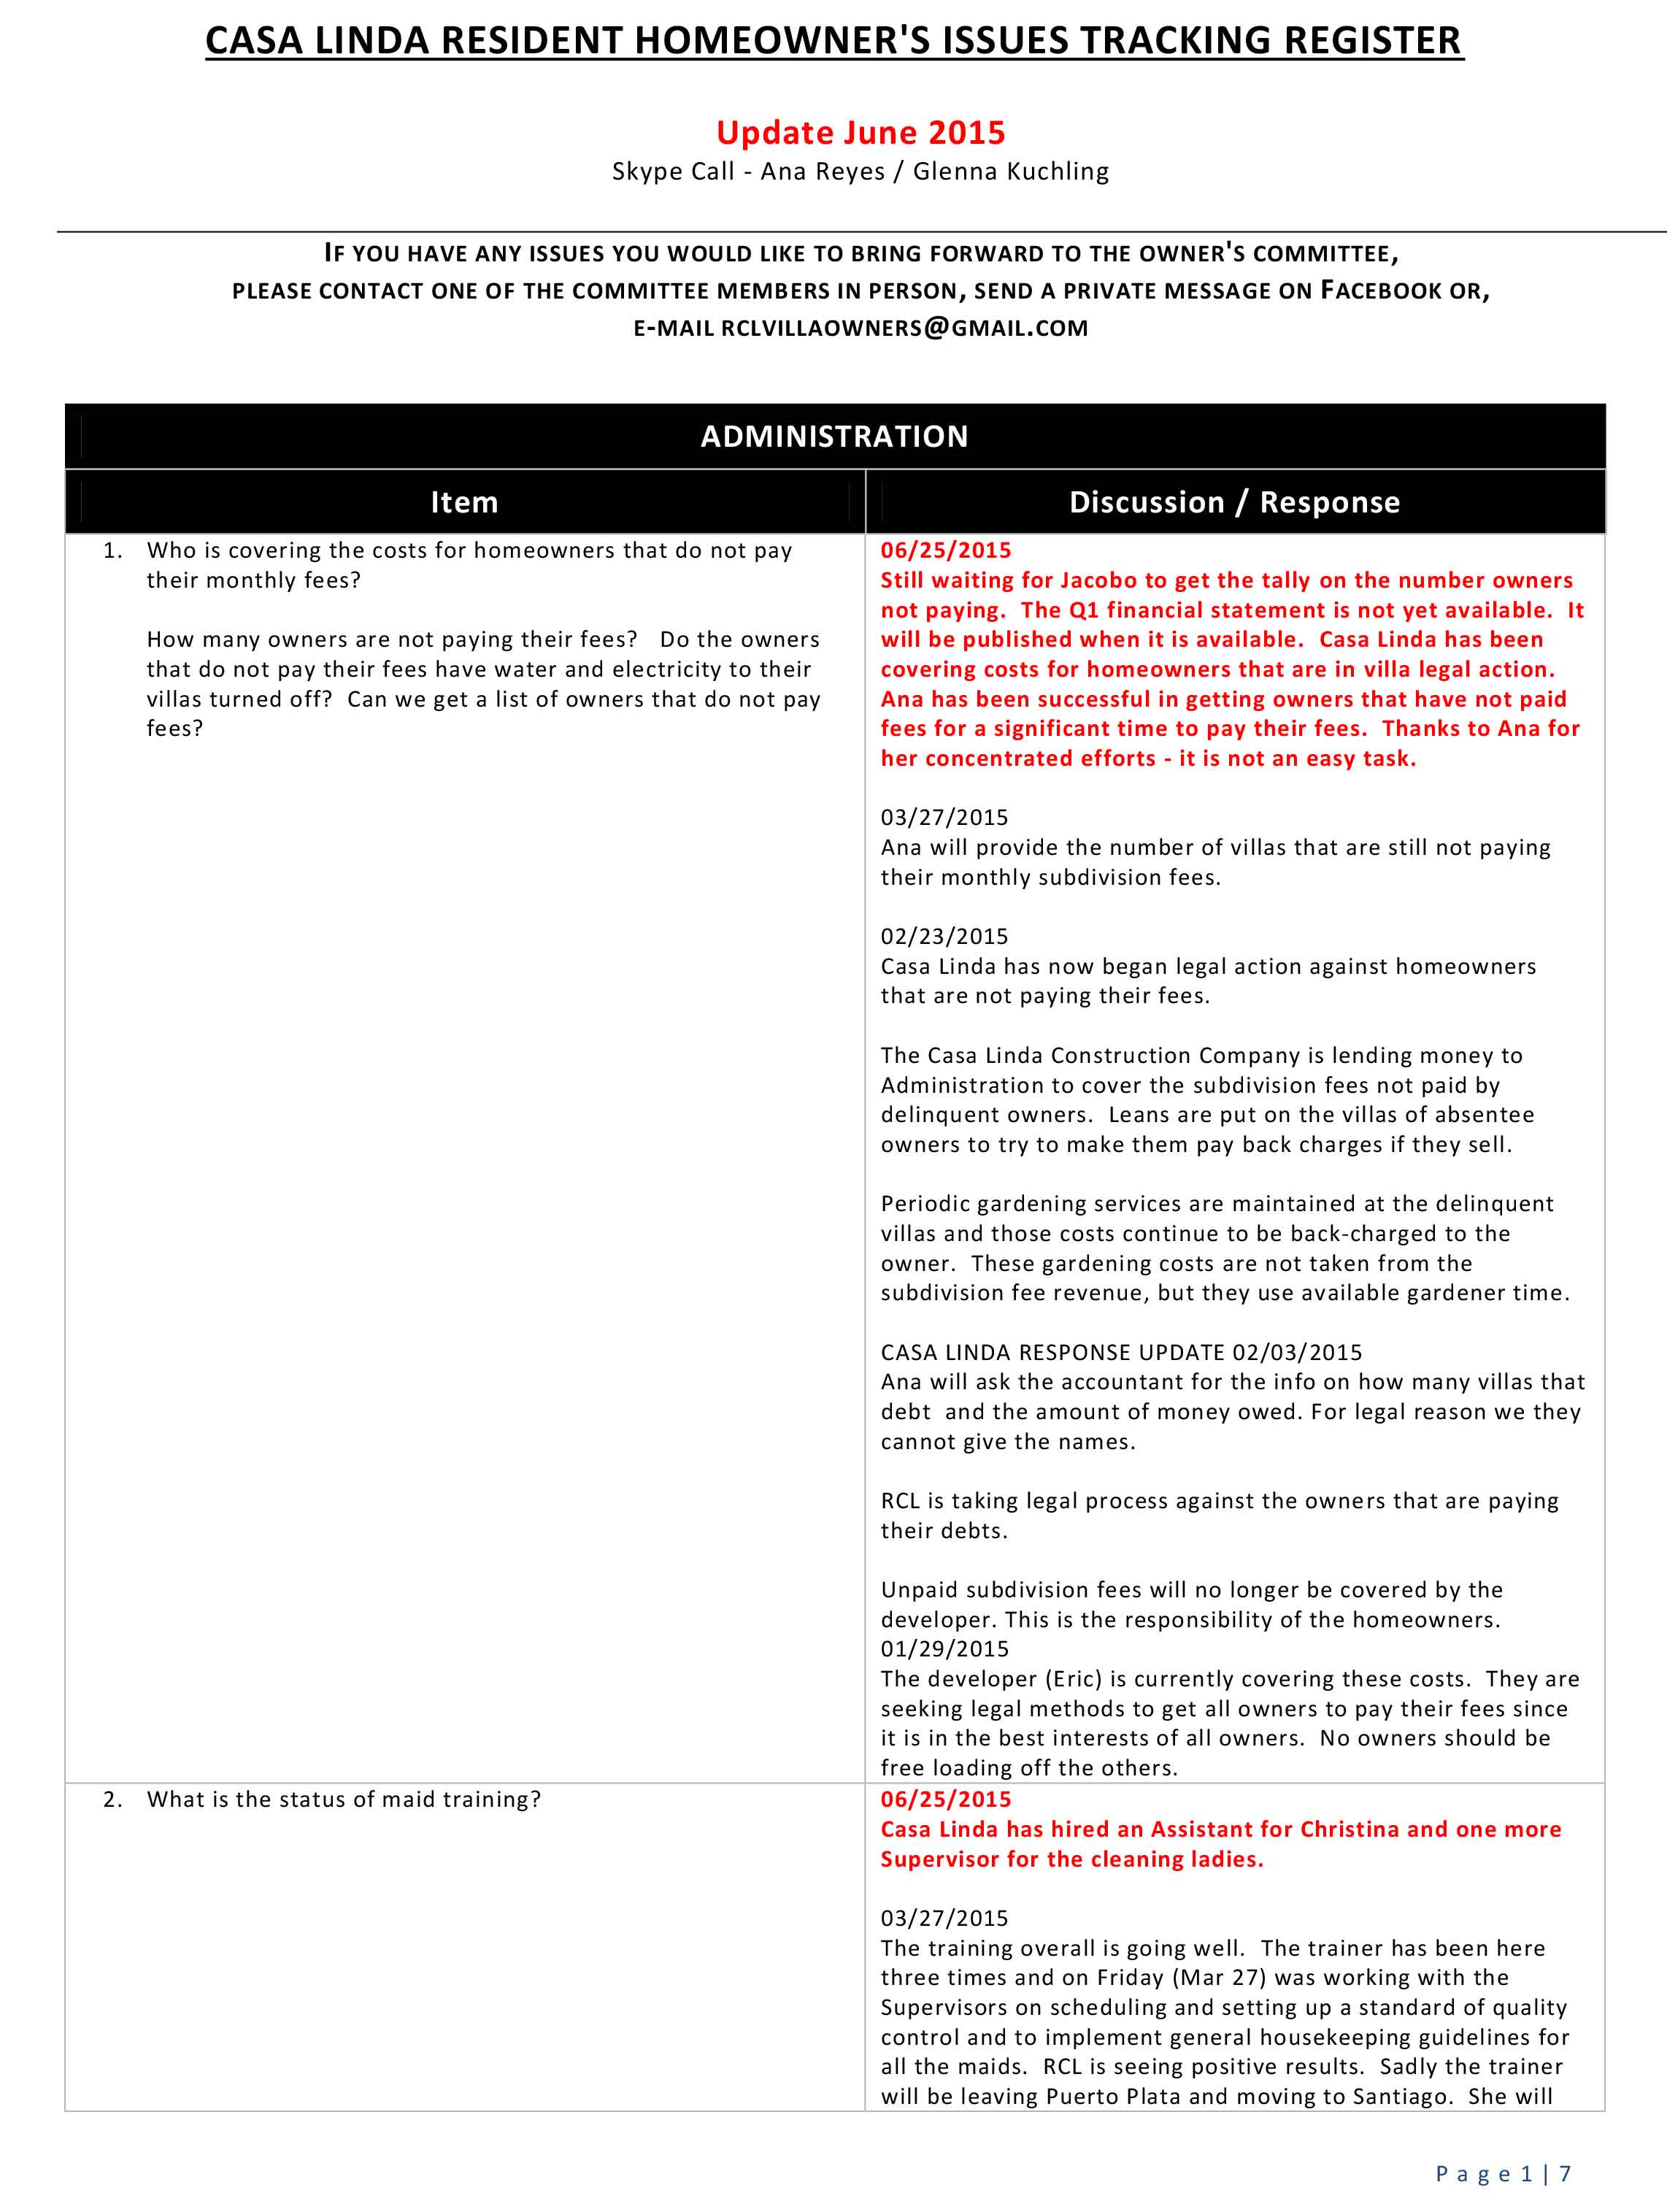 CASA LINDA RESIDENT HOMEOWNER'S ISSUES TRACKING REGISTER
Update June 2015
Skype Call - Ana Reyes / Glenna Kuchling
IF YOU HAVE ANY ISSUES YOU WOULD LIKE TO BRING FORWARD TO THE OWNER'S COMMITTEE,
PLEASE CONTACT ONE OF THE COMMITTEE MEMBERS IN PERSON, SEND A PRIVATE MESSAGE ON FACEBOOK OR,
E-MAIL RCLVILLAOWNERS@GMAIL.COM
ADMINISTRATION
Item
Discussion / Response
1. Who is covering the costs for homeowners that do not pay
their monthly fees?
How many owners are not paying their fees? Do the owners
that do not pay their fees have water and electricity to their
villas turned off? Can we get a list of owners that do not pay
fees?
06/25/2015
Still waiting for Jacobo to get the tally on the number owners
not paying. The Q1 financial statement is not yet available. It
will be published when it is available. Casa Linda has been
covering costs for homeowners that are in villa legal action.
Ana has been successful in getting owners that have not paid
fees for a significant time to pay their fees. Thanks to Ana for
her concentrated efforts - it is not an easy task.
03/27/2015
Ana will provide the number of villas that are still not paying
their monthly subdivision fees.
02/23/2015
Casa Linda has now began legal action against homeowners
that are not paying their fees.
The Casa Linda Construction Company is lending money to
Administration to cover the subdivision fees not paid by
delinquent owners. Leans are put on the villas of absentee
owners to try to make them pay back charges if they sell.
Periodic gardening services are maintained at the delinquent
villas and those costs continue to be back-charged to the
owner. These gardening costs are not taken from the
subdivision fee revenue, but they use available gardener time.
CASA LINDA RESPONSE UPDATE 02/03/2015
Ana will ask the accountant for the info on how many villas that
debt and the amount of money owed. For legal reason we they
cannot give the names.
RCL is taking legal process against the owners that are paying
their debts.
Unpaid subdivision fees will no longer be covered by the
developer. This is the responsibility of the homeowners.
01/29/2015
The developer (Eric) is currently covering these costs. They are
seeking legal methods to get all owners to pay their fees since
it is in the best interests of all owners. No owners should be
free loading off the others.
2. What is the status of maid training?
06/25/2015
Casa Linda has hired an Assistant for Christina and one more
Supervisor for the cleaning ladies.
03/27/2015
The training overall is going well. The trainer has been here
three times and on Friday (Mar 27) was working with the
Supervisors on scheduling and setting up a standard of quality
control and to implement general housekeeping guidelines for
all the maids. RCL is seeing positive results. Sadly the trainer
will be leaving Puerto Plata and moving to Santiago. She will
Page 1 | 7